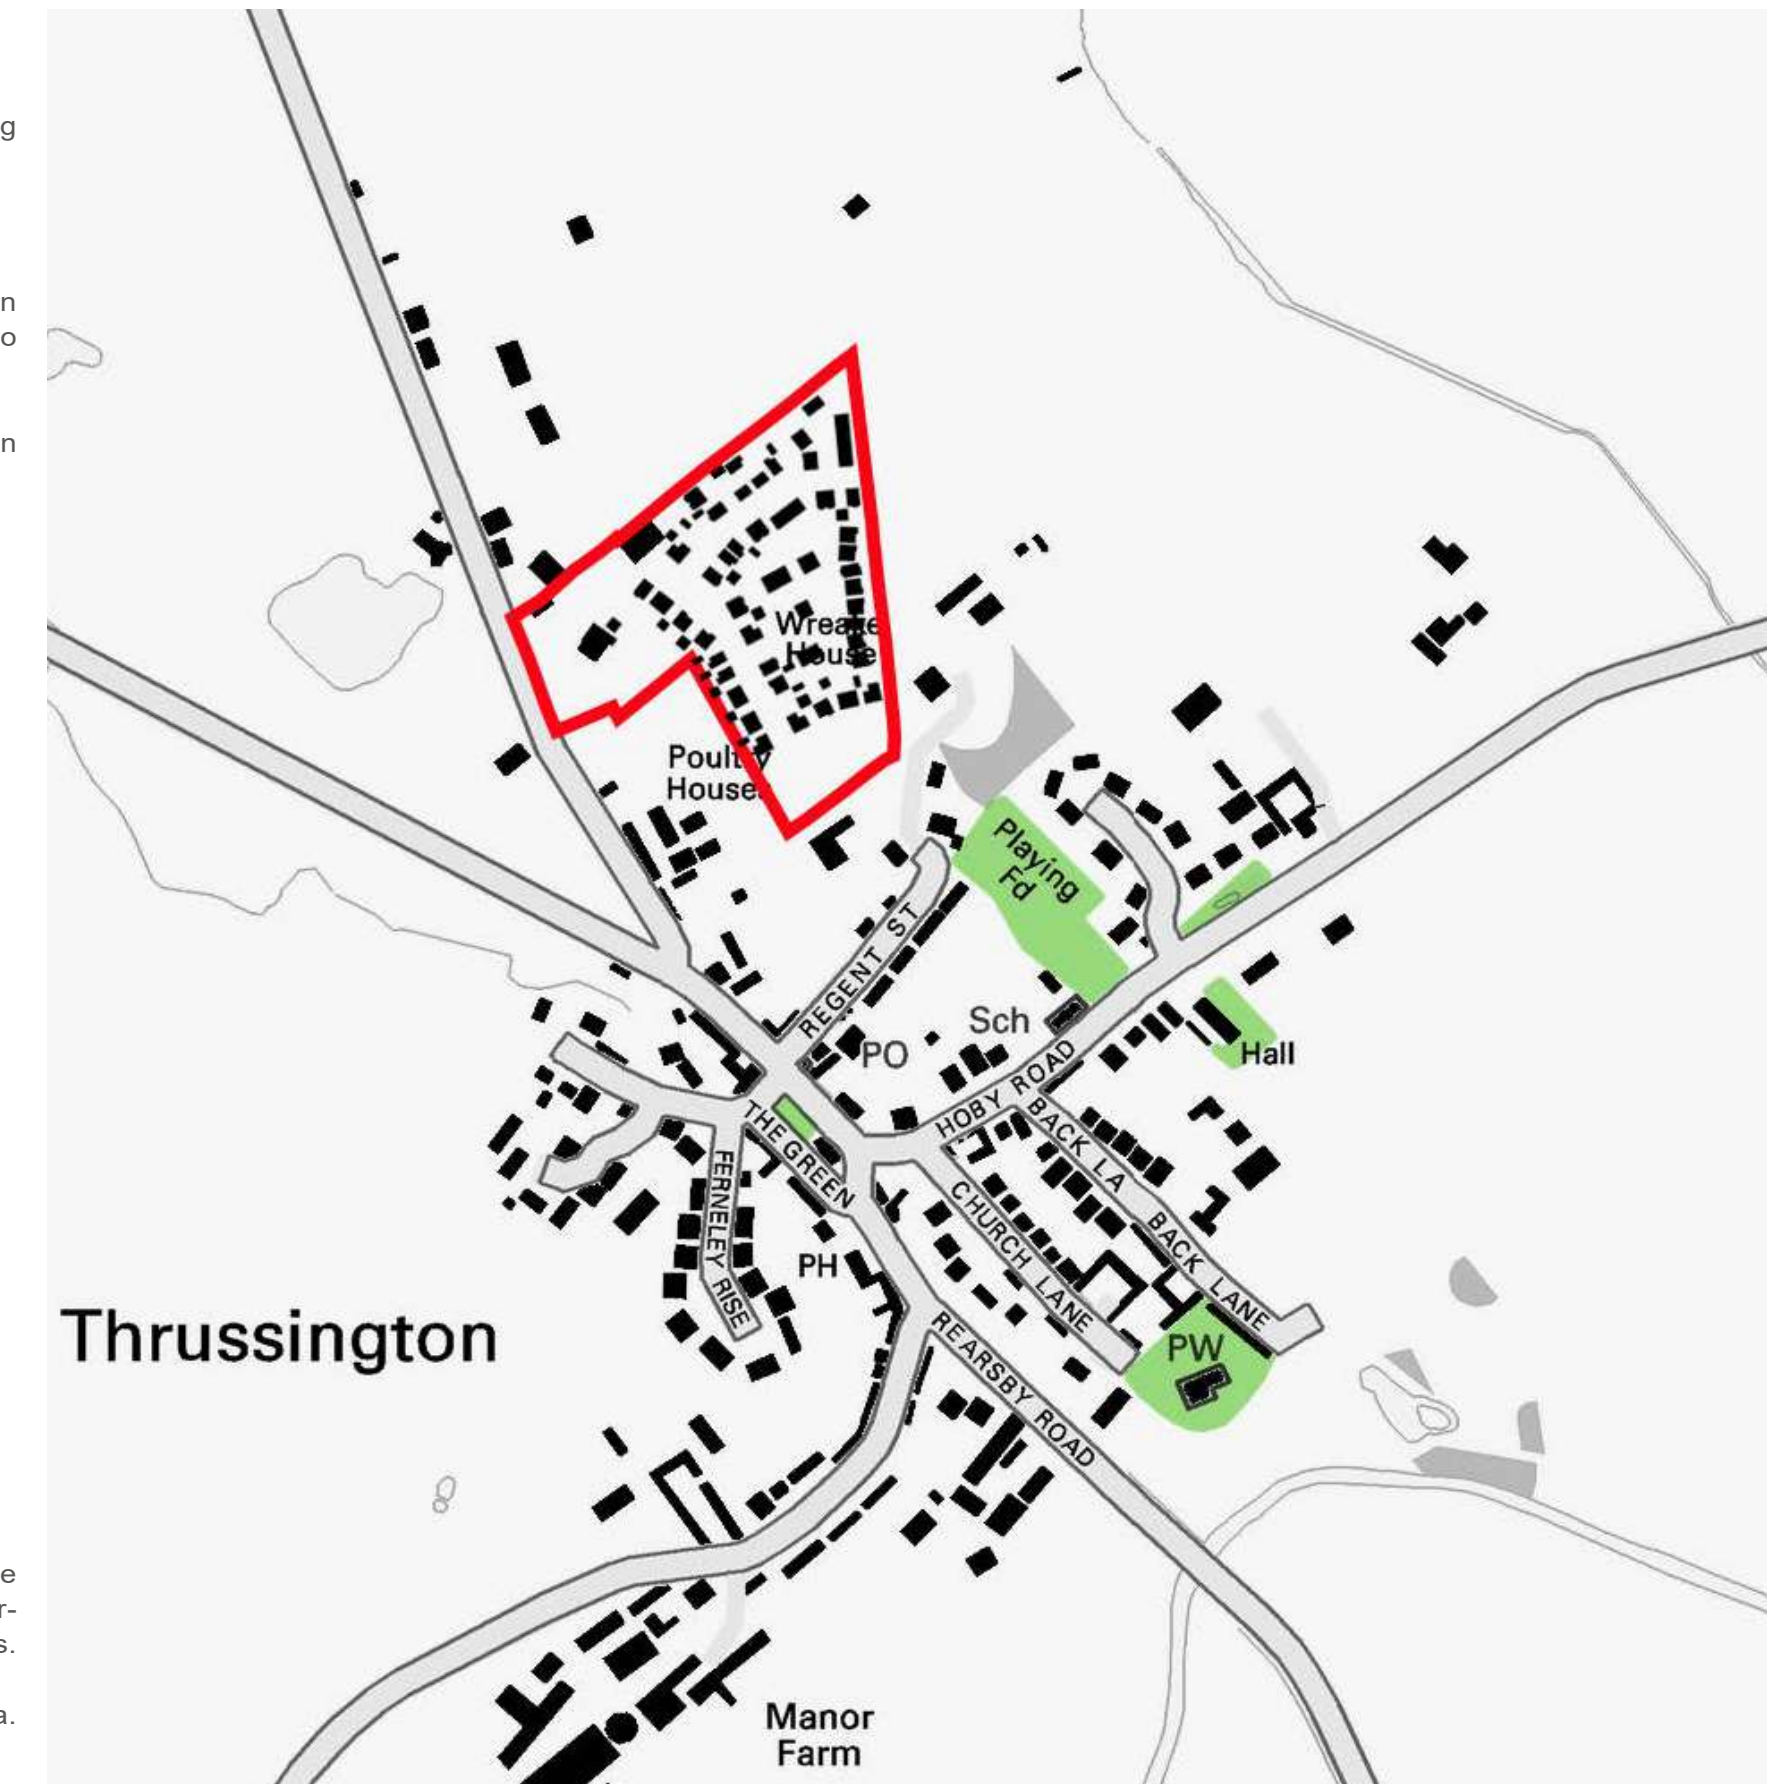 g
n
o
n
Wreake
House
Poultry
Houses
Playing
Fd
REGENT ST
Sch
PO
Hall
HOBY ROAD
THE GREEN
BACK LA
FERNELEY RISE
CHURCH LANE
BACK LANE
PH
Thrussington
REARSBY ROAD
PW
e
r-
s.
a.
Manor
Farm